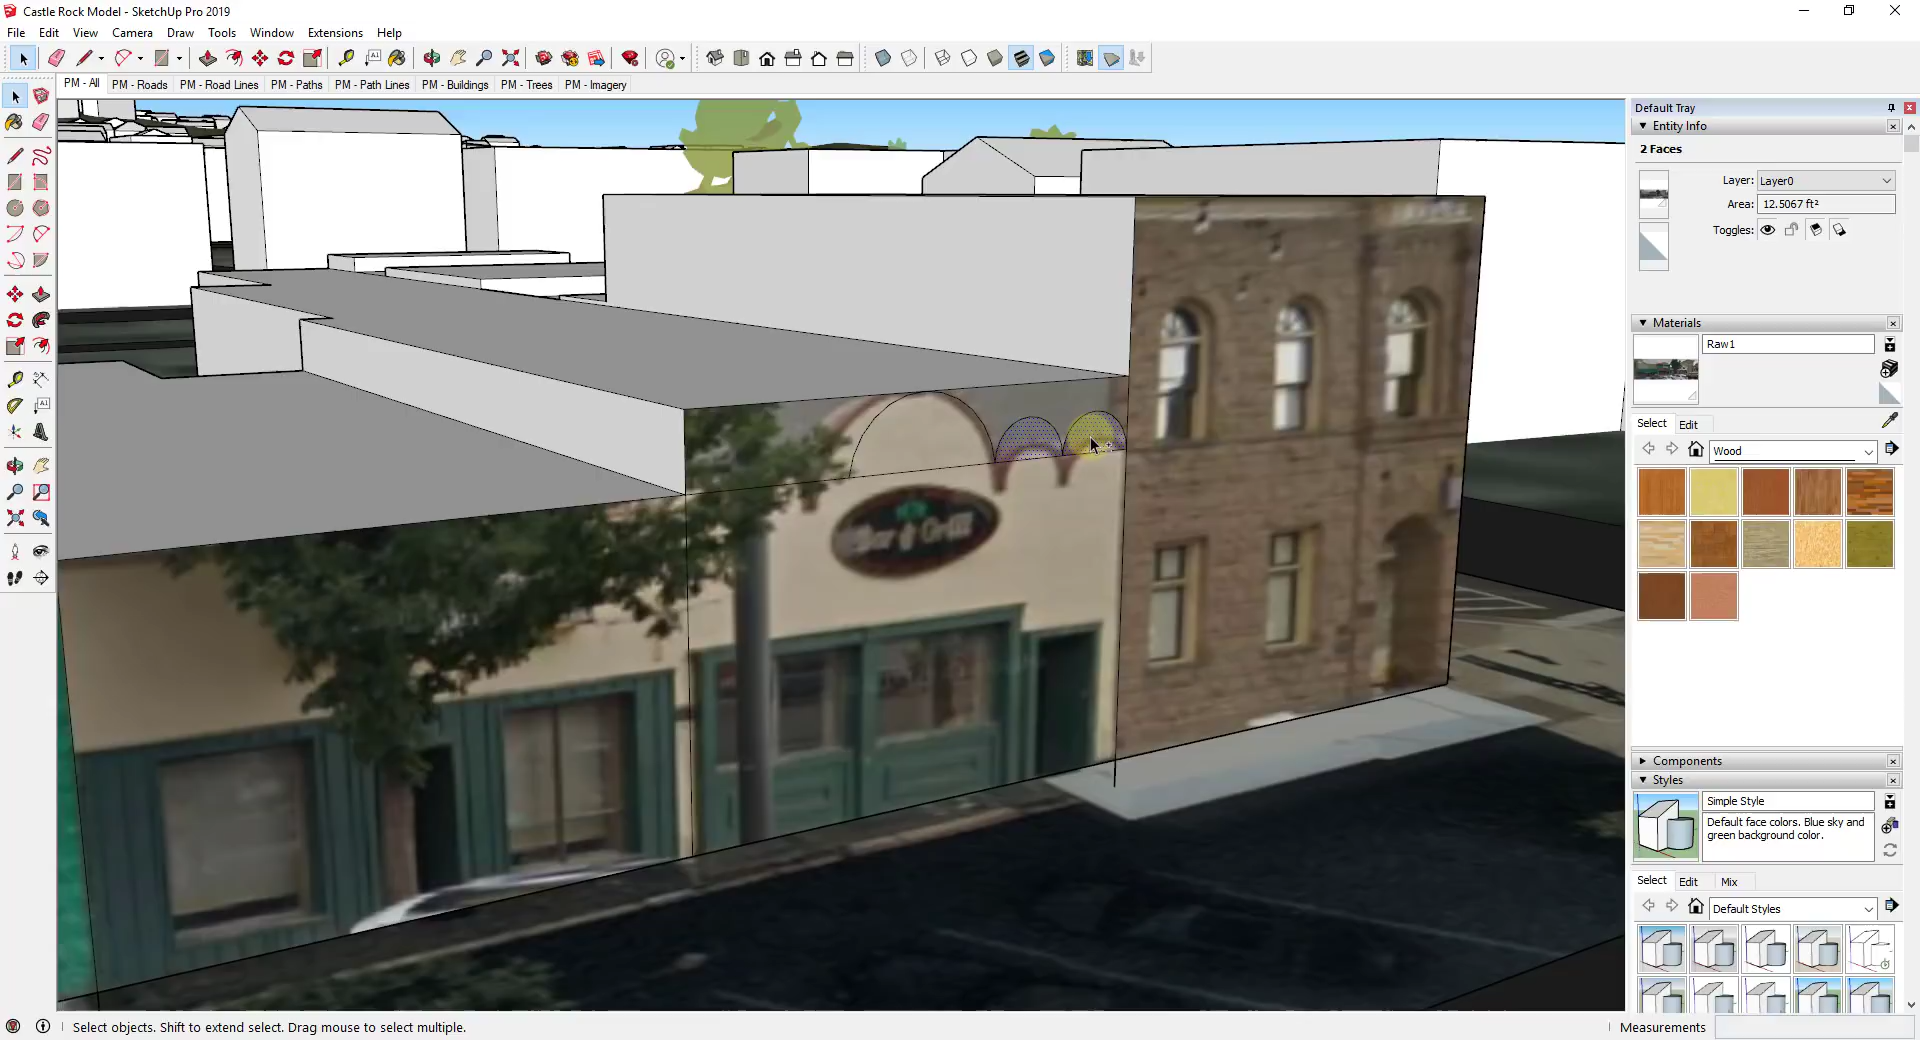 Castle Rock Model - SketchUp Pro 2019
File Edit View Camera Draw Tools Window Extensions Help
PM - All PM - Roads PM - Road Lines PM - Paths PM - Path Lines PM - Buildings PM - Trees PM - Imagery
Default Tray
Entity Info
2 Faces
Layer: Layer0
Area: 12.5067 ft²
Toggles:
Materials
Raw1
Select Edit
Wood
Components
Styles
Simple Style
Default face colors. Blue sky and
green background color.
Select Edit Mix
Default Styles
Bar & Grill
Select objects. Shift to extend select. Drag mouse to select multiple.
Measurements